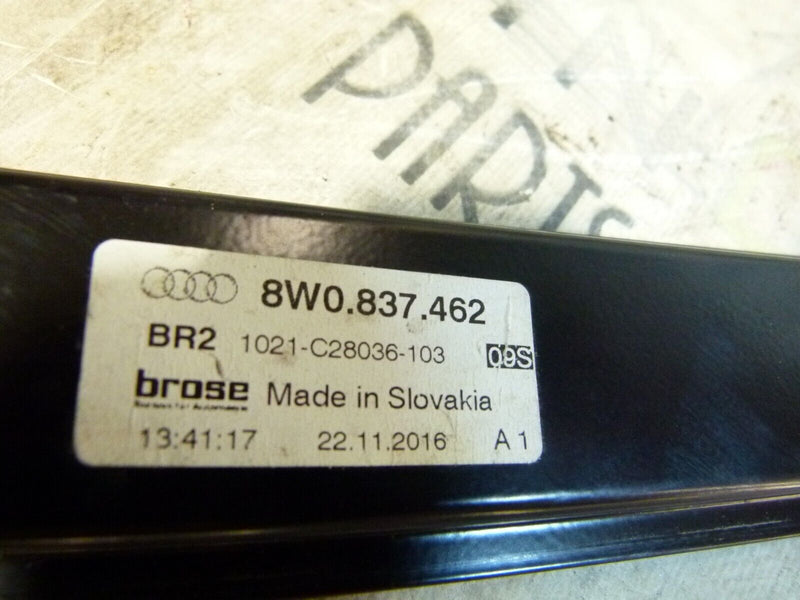 PARTS
8W0.837.462
BR2 1021-C28036-103 09S
brose Made in Slovakia
13:41:17 22.11.2016 A 1